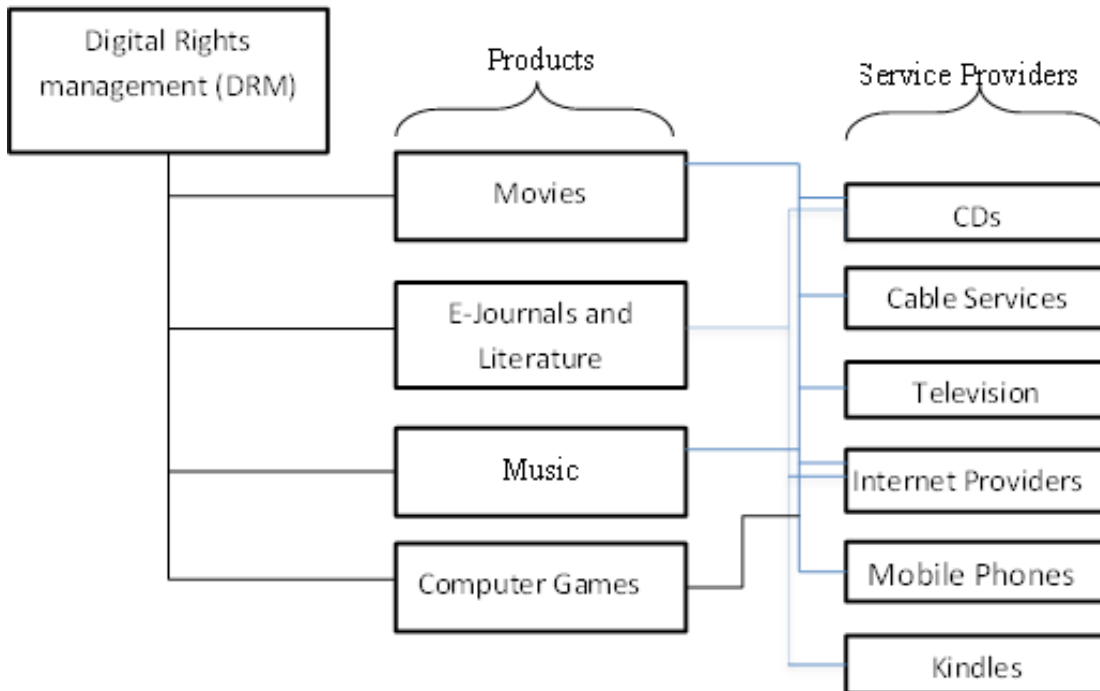 Digital Rights
management (DRM)
Products
Service Providers
Movies
E-Journals and
Literature
Music
Computer Games
CDs
Cable Services
Television
Internet Providers
Mobile Phones
Kindles